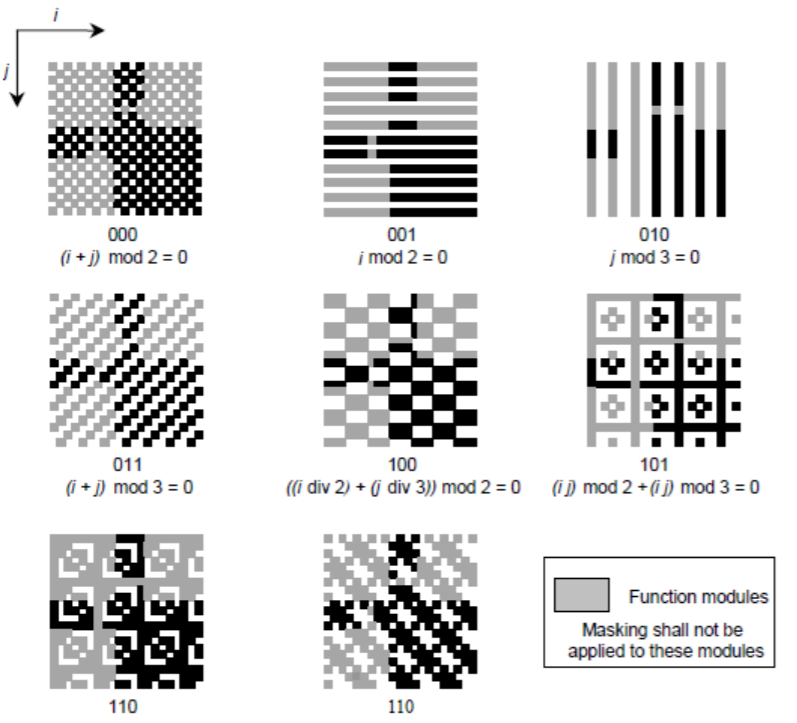 i
j
000
(i + j) mod 2 = 0
001
i mod 2 = 0
010
j mod 3 = 0
011
(i + j) mod 3 = 0
100
((i div 2) + (j div 3)) mod 2 = 0
101
(i j) mod 2 +(i j) mod 3 = 0
110
110
Function modules
Masking shall not be
applied to these modules